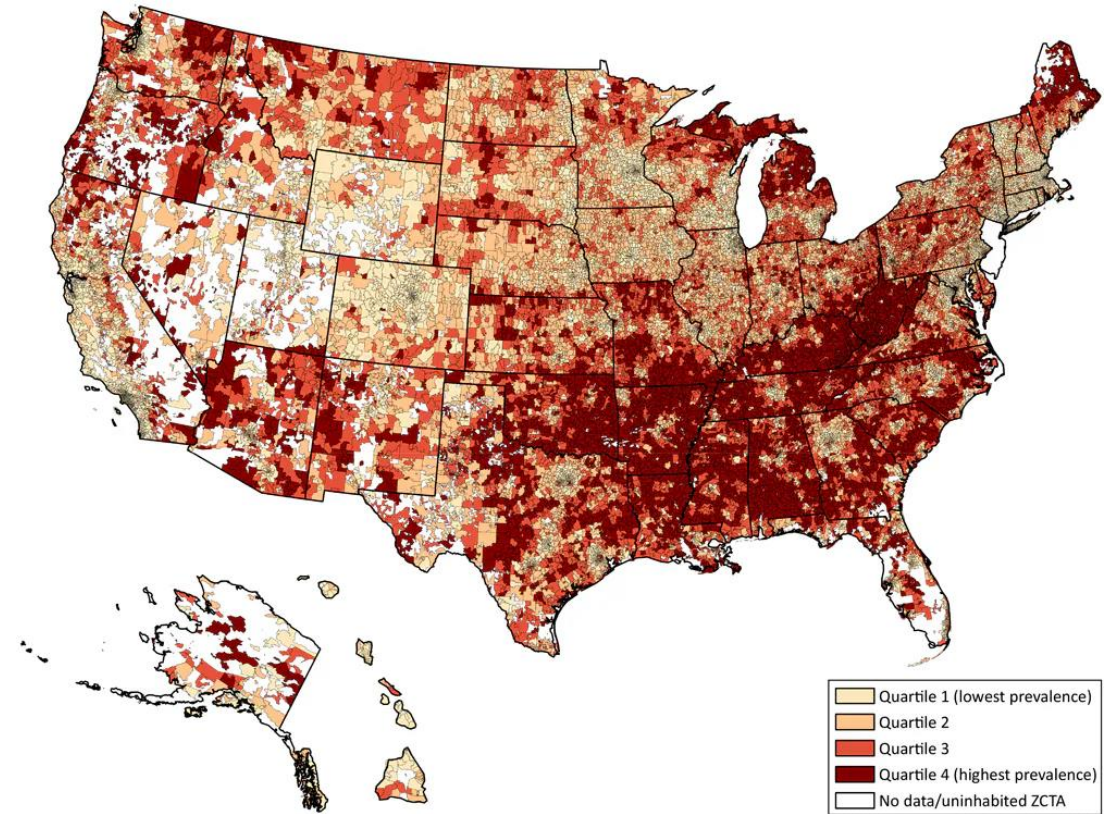 Quartile 1 (lowest prevalence)
Quartile 2
Quartile 3
Quartile 4 (highest prevalence)
No data/uninhabited ZCTA